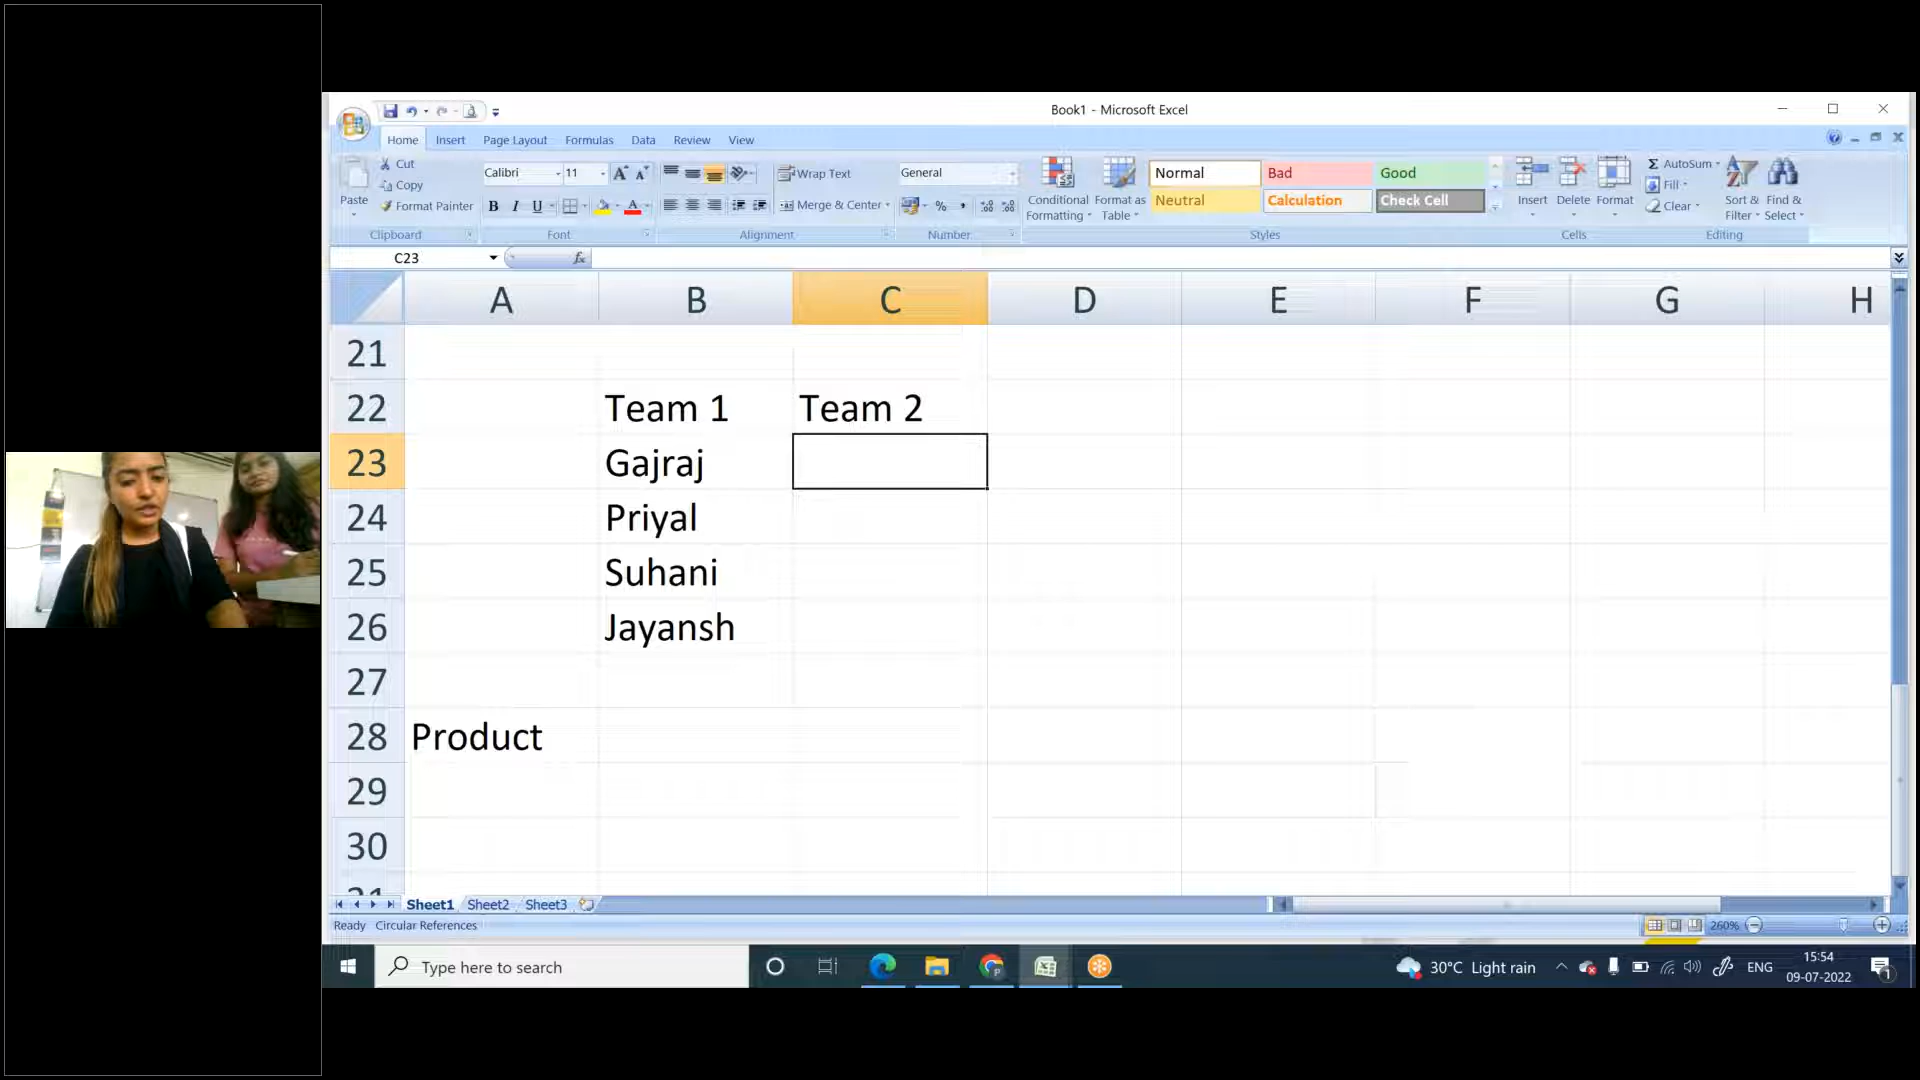 Book1 - Microsoft Excel
Home Insert Page Layout Formulas Data Review View
Paste
Cut
Copy
Format Painter
Clipboard
Calibri 11
B I U
Font
Wrap Text
Merge & Center
Alignment
General
%
Number
Conditional Formatting
Format as Table
Normal Bad Good
Neutral Calculation Check Cell
Styles
Insert Delete Format
Cells
Σ AutoSum
Fill
Clear
Sort & Filter
Find & Select
Editing
C23
fx
A B C D E F G H
21
22 Team 1 Team 2
23 Gajraj
24 Priyal
25 Suhani
26 Jayansh
27
28 Product
29
30
31
Sheet1 Sheet2 Sheet3
Ready Circular References
260%
Type here to search
30°C Light rain
ENG
15:54
09-07-2022
1